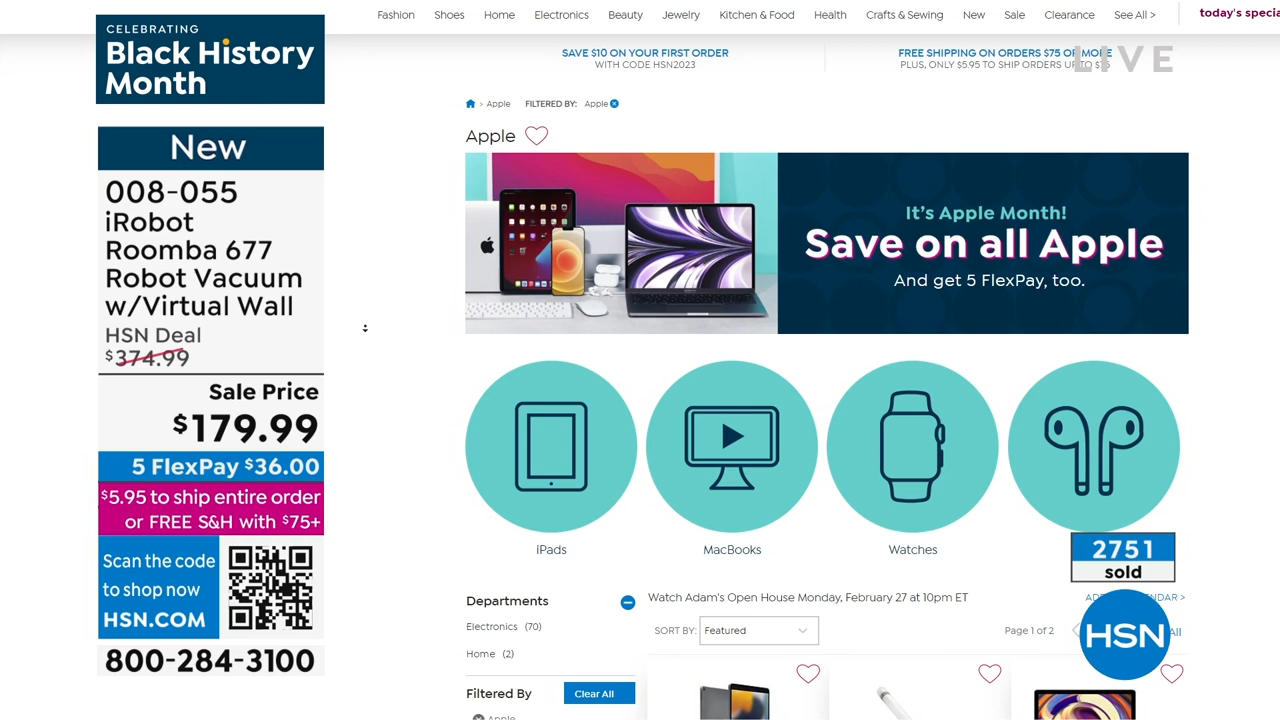 Fashion Shoes Home Electronics Beauty Jewelry Kitchen & Food Health Crafts & Sewing New Sale Clearance See All > today's
CELEBRATING
Black History
Month
SAVE $10 ON YOUR FIRST ORDER
WITH CODE HSN2023
FREE SHIPPING ON ORDERS $75 OR MORE
PLUS, ONLY $5.95 TO SHIP ORDERS UP TO $75
LIVE
> Apple FILTERED BY: Apple
Apple
New
008-055
iRobot
Roomba 677
Robot Vacuum
w/Virtual Wall
HSN Deal
$374.99
Sale Price
$179.99
5 FlexPay $36.00
$5.95 to ship entire order
or FREE S&H with $75+
Scan the code
to shop now
HSN.COM
800-284-3100
It's Apple Month!
Save on all Apple
And get 5 FlexPay, too.
iPads MacBooks Watches
2751
sold
Departments
Electronics (70)
Home (2)
Filtered By Clear All
Apple
Watch Adam's Open House Monday, February 27 at 10pm ET
SORT BY: Featured
Page 1 of 2
All
HSN